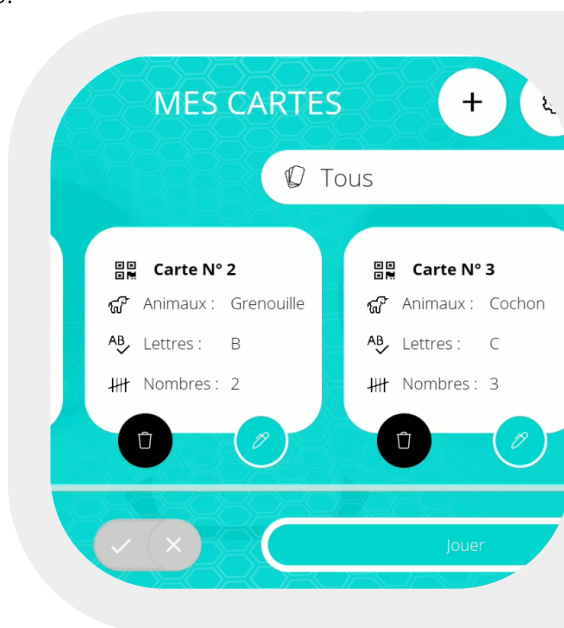 MES CARTES
+
Tous
Carte N° 2
Animaux : Grenouille
Lettres : B
Nombres : 2
Carte N° 3
Animaux : Cochon
Lettres : C
Nombres : 3
Jouer